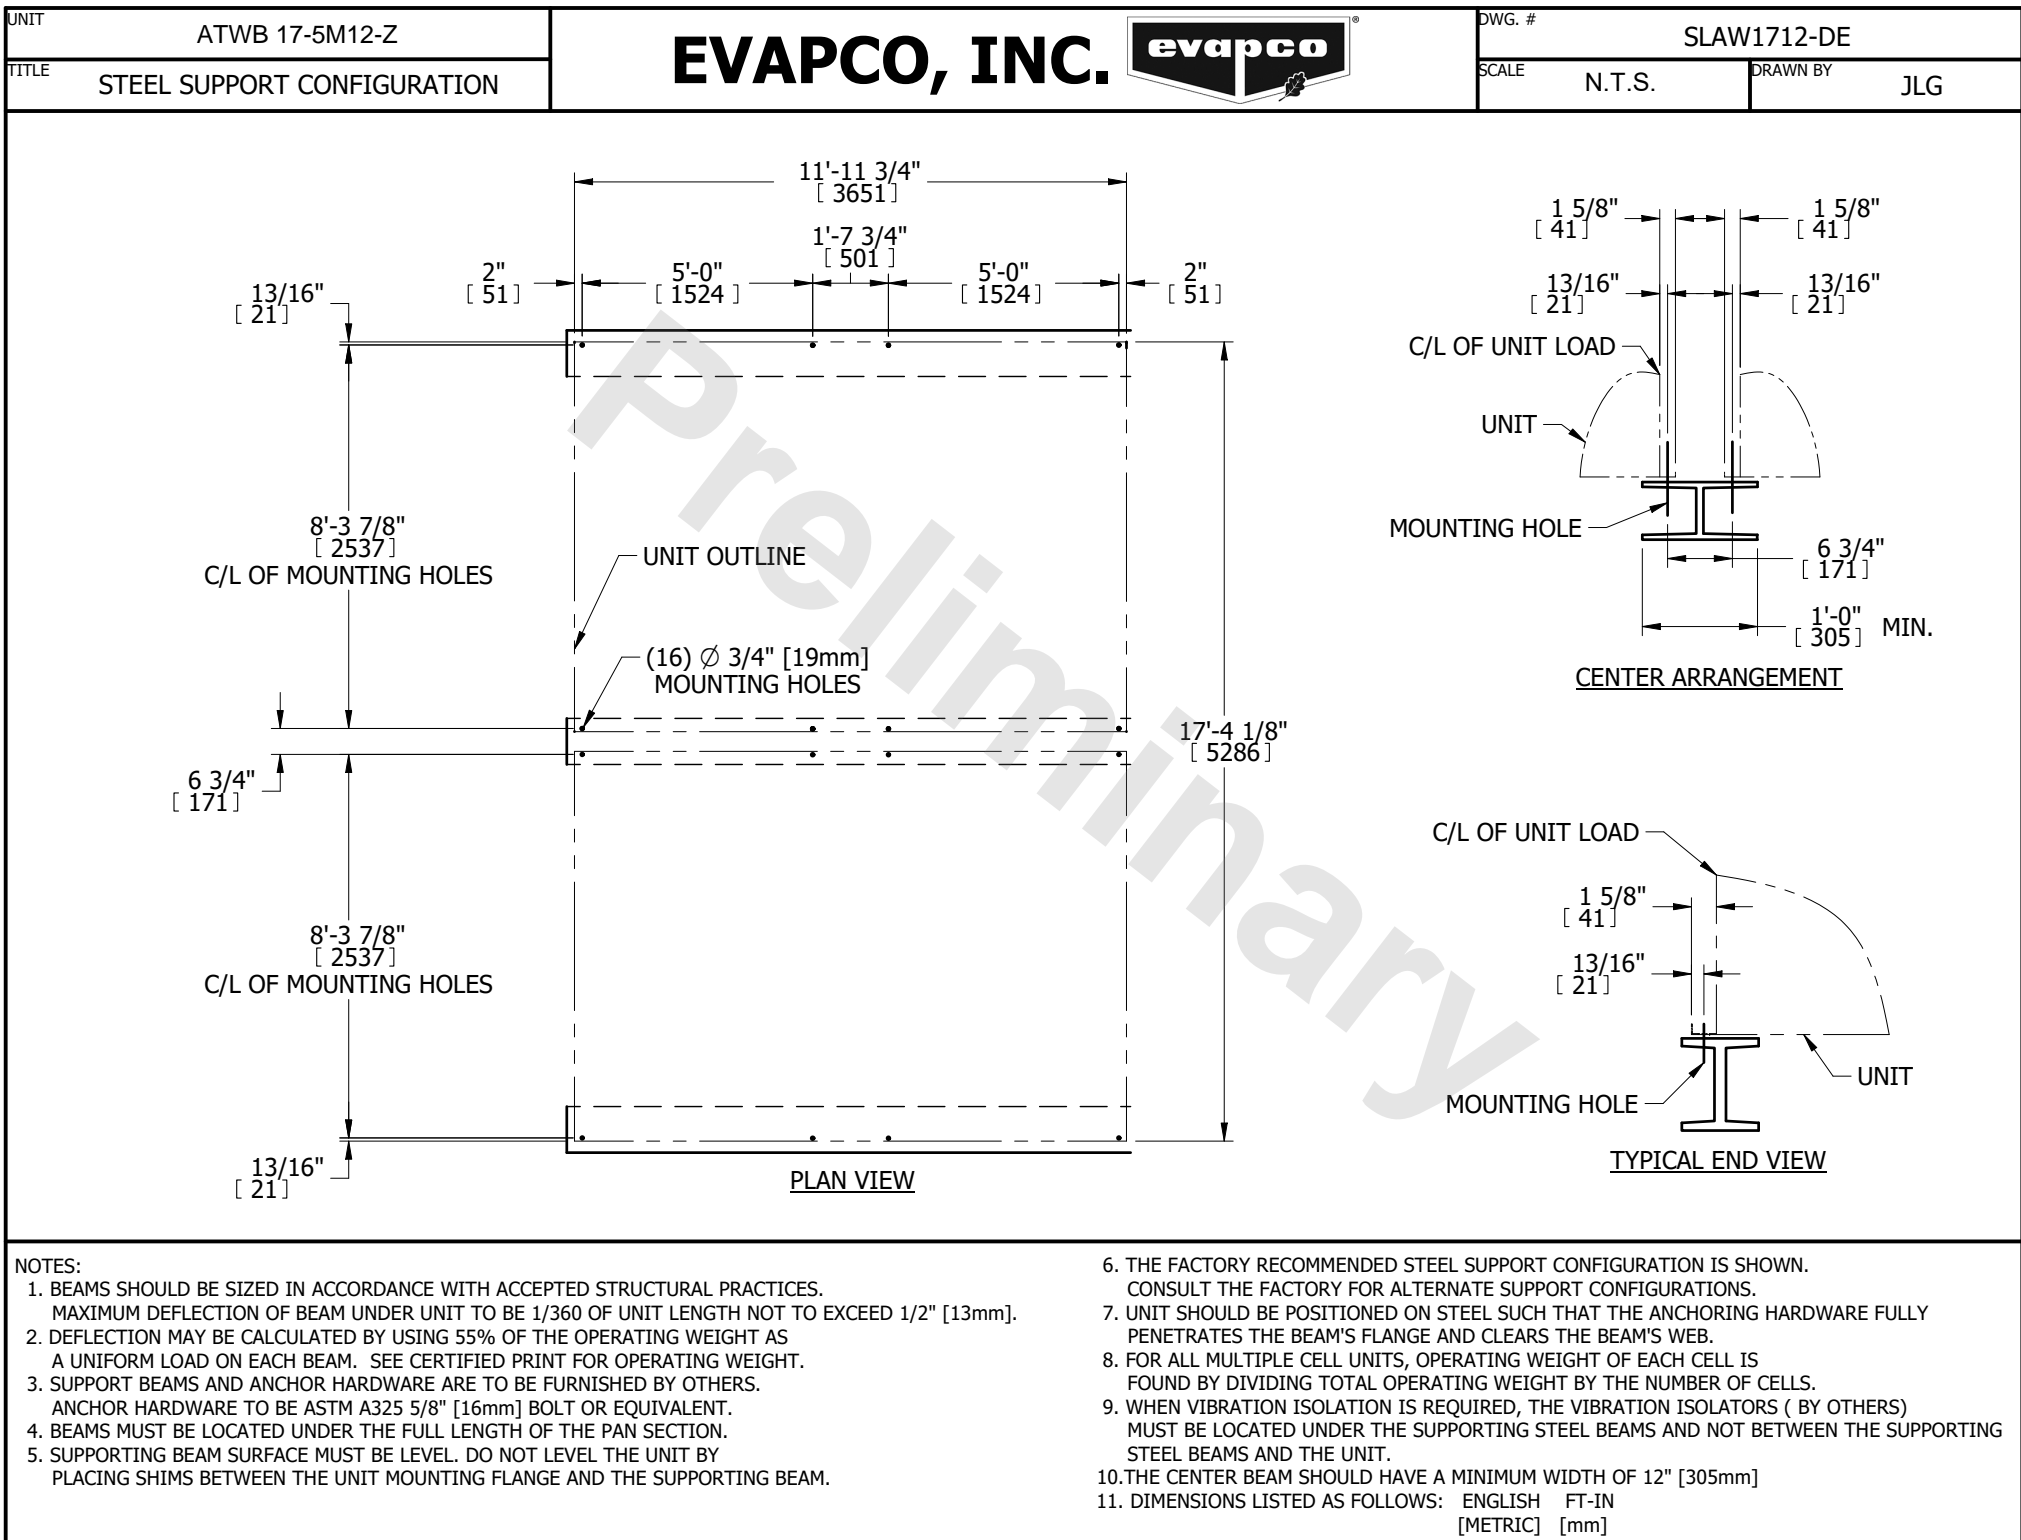 UNIT
ATWB 17-5M12-Z
TITLE
STEEL SUPPORT CONFIGURATION
EVAPCO, INC.
evapco
®
DWG. #
SLAW1712-DE
SCALE
N.T.S.
DRAWN BY
JLG
11'-11 3/4"
[ 3651 ]
1'-7 3/4"
[ 501 ]
2"
[ 51 ]
5'-0"
[ 1524 ]
5'-0"
[ 1524 ]
2"
[ 51 ]
13/16"
[ 21 ]
8'-3 7/8"
[ 2537 ]
C/L OF MOUNTING HOLES
UNIT OUTLINE
(16) Ø 3/4" [19mm]
MOUNTING HOLES
6 3/4"
[ 171 ]
17'-4 1/8"
[ 5286 ]
8'-3 7/8"
[ 2537 ]
C/L OF MOUNTING HOLES
13/16"
[ 21 ]
PLAN VIEW
Preliminary
1 5/8"
[ 41 ]
1 5/8"
[ 41 ]
13/16"
[ 21 ]
13/16"
[ 21 ]
C/L OF UNIT LOAD
UNIT
MOUNTING HOLE
6 3/4"
[ 171 ]
1'-0"
[ 305 ] MIN.
CENTER ARRANGEMENT
C/L OF UNIT LOAD
1 5/8"
[ 41 ]
13/16"
[ 21 ]
UNIT
MOUNTING HOLE
TYPICAL END VIEW
NOTES:
1. BEAMS SHOULD BE SIZED IN ACCORDANCE WITH ACCEPTED STRUCTURAL PRACTICES.
MAXIMUM DEFLECTION OF BEAM UNDER UNIT TO BE 1/360 OF UNIT LENGTH NOT TO EXCEED 1/2" [13mm].
2. DEFLECTION MAY BE CALCULATED BY USING 55% OF THE OPERATING WEIGHT AS
A UNIFORM LOAD ON EACH BEAM. SEE CERTIFIED PRINT FOR OPERATING WEIGHT.
3. SUPPORT BEAMS AND ANCHOR HARDWARE ARE TO BE FURNISHED BY OTHERS.
ANCHOR HARDWARE TO BE ASTM A325 5/8" [16mm] BOLT OR EQUIVALENT.
4. BEAMS MUST BE LOCATED UNDER THE FULL LENGTH OF THE PAN SECTION.
5. SUPPORTING BEAM SURFACE MUST BE LEVEL. DO NOT LEVEL THE UNIT BY
PLACING SHIMS BETWEEN THE UNIT MOUNTING FLANGE AND THE SUPPORTING BEAM.
6. THE FACTORY RECOMMENDED STEEL SUPPORT CONFIGURATION IS SHOWN.
CONSULT THE FACTORY FOR ALTERNATE SUPPORT CONFIGURATIONS.
7. UNIT SHOULD BE POSITIONED ON STEEL SUCH THAT THE ANCHORING HARDWARE FULLY
PENETRATES THE BEAM'S FLANGE AND CLEARS THE BEAM'S WEB.
8. FOR ALL MULTIPLE CELL UNITS, OPERATING WEIGHT OF EACH CELL IS
FOUND BY DIVIDING TOTAL OPERATING WEIGHT BY THE NUMBER OF CELLS.
9. WHEN VIBRATION ISOLATION IS REQUIRED, THE VIBRATION ISOLATORS ( BY OTHERS)
MUST BE LOCATED UNDER THE SUPPORTING STEEL BEAMS AND NOT BETWEEN THE SUPPORTING
STEEL BEAMS AND THE UNIT.
10.THE CENTER BEAM SHOULD HAVE A MINIMUM WIDTH OF 12" [305mm]
11. DIMENSIONS LISTED AS FOLLOWS: ENGLISH FT-IN
[METRIC] [mm]